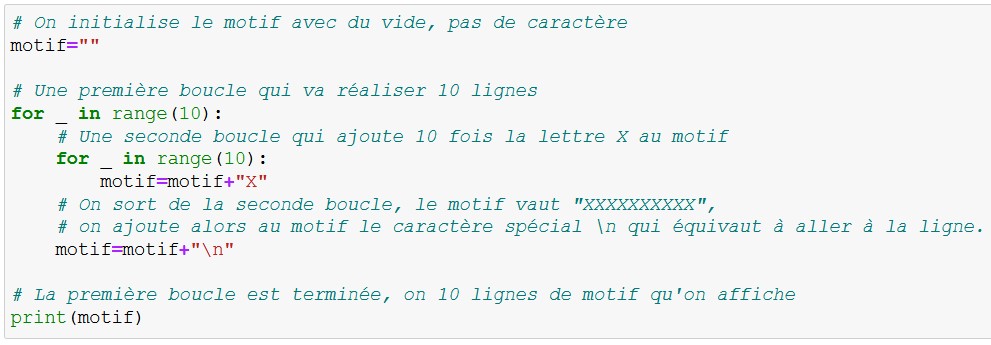 # On initialise le motif avec du vide, pas de caractère
motif=""
# Une première boucle qui va réaliser 10 lignes
for _ in range(10):
    # Une seconde boucle qui ajoute 10 fois la lettre X au motif
    for _ in range(10):
        motif=motif+"X"
    # On sort de la seconde boucle, le motif vaut "XXXXXXXXXX",
    # on ajoute alors au motif le caractère spécial \n qui équivaut à aller à la ligne.
    motif=motif+"\n"
# La première boucle est terminée, on 10 lignes de motif qu'on affiche
print(motif)